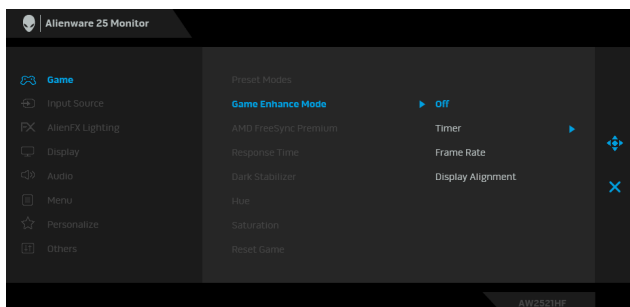 Alienware 25 Monitor
Game
Input Source
AlienFX Lighting
Display
Audio
Menu
Personalize
Others
Preset Modes
Game Enhance Mode
AMD FreeSync Premium
Response Time
Dark Stabilizer
Hue
Saturation
Reset Game
Off
Timer
Frame Rate
Display Alignment
AW2521HF